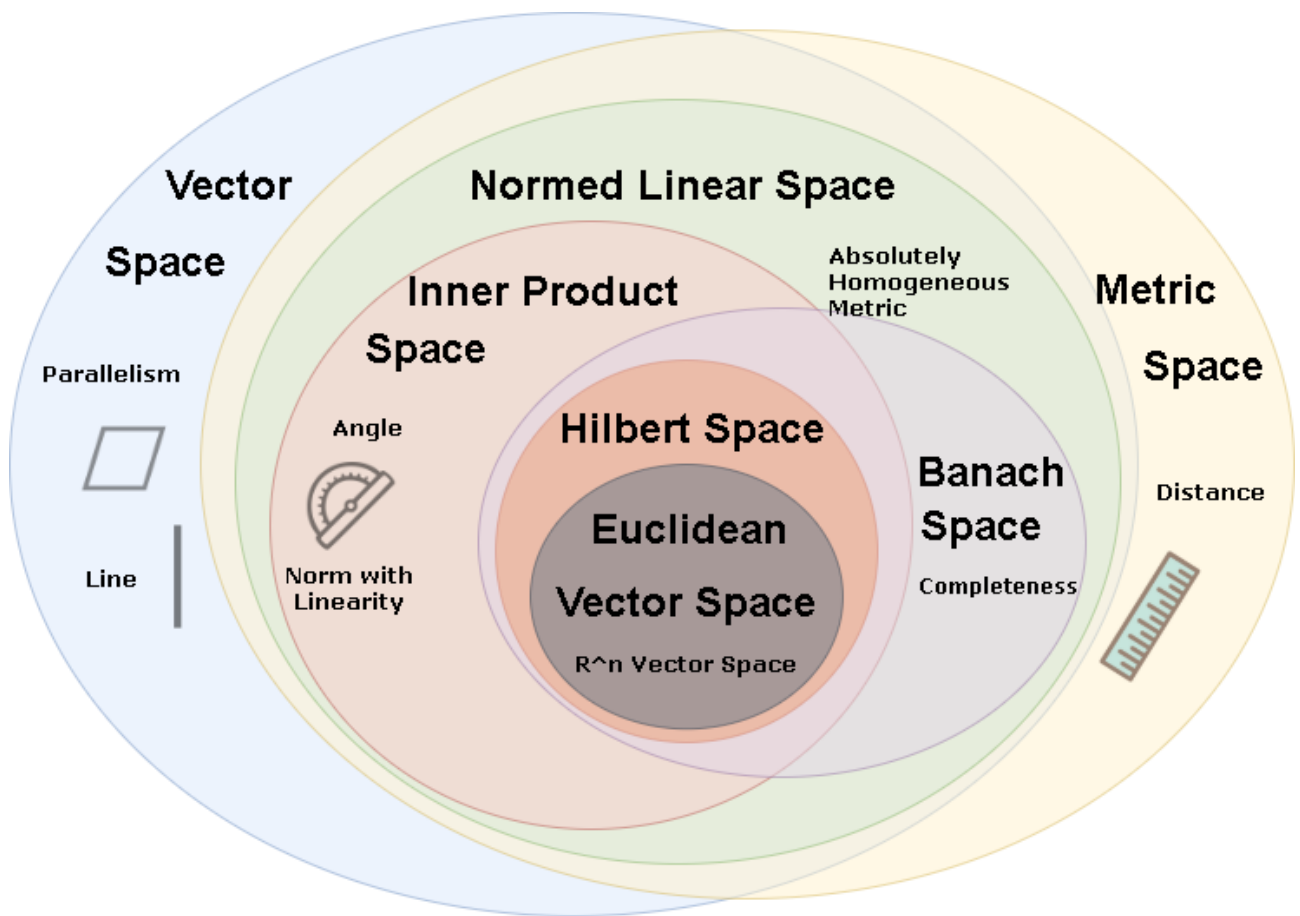 Vector
Space
Parallelism
Line
Normed Linear Space
Absolutely
Homogeneous
Metric
Inner Product
Space
Angle
Norm with
Linearity
Hilbert Space
Euclidean
Vector Space
R^n Vector Space
Banach
Space
Completeness
Metric
Space
Distance